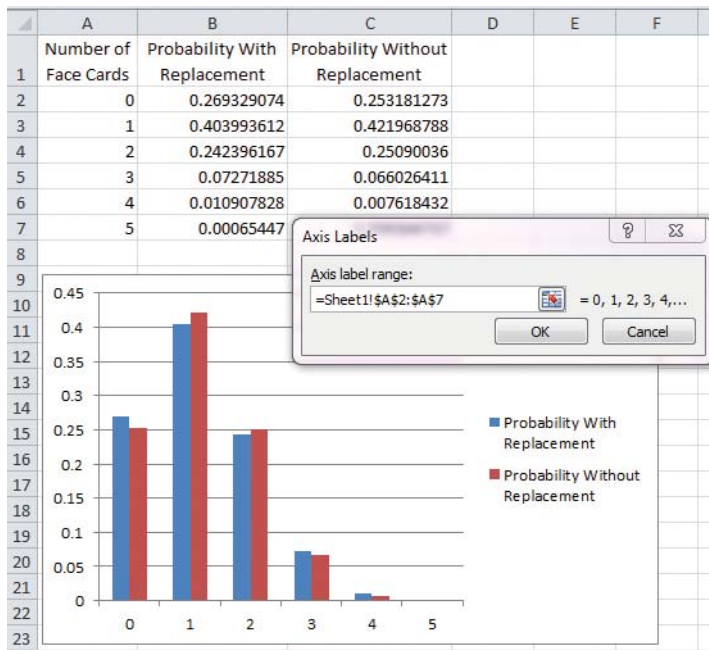 A B C D E F
Number of Probability With Probability Without
1 Face Cards Replacement Replacement
2 0 0.269329074 0.253181273
3 1 0.403993612 0.421968788
4 2 0.242396167 0.25090036
5 3 0.07271885 0.066026411
6 4 0.010907828 0.007618432
7 5 0.00065447
Axis Labels
8
9 Axis label range:
10 =Sheet1!$A$2:$A$7 = 0, 1, 2, 3, 4,...
11 OK Cancel
12
13
14
15
16
17
18
19
20
21
22
23
0.45
0.4
0.35
0.3
0.25
0.2
0.15
0.1
0.05
0
0 1 2 3 4 5
Probability With
Replacement
Probability Without
Replacement